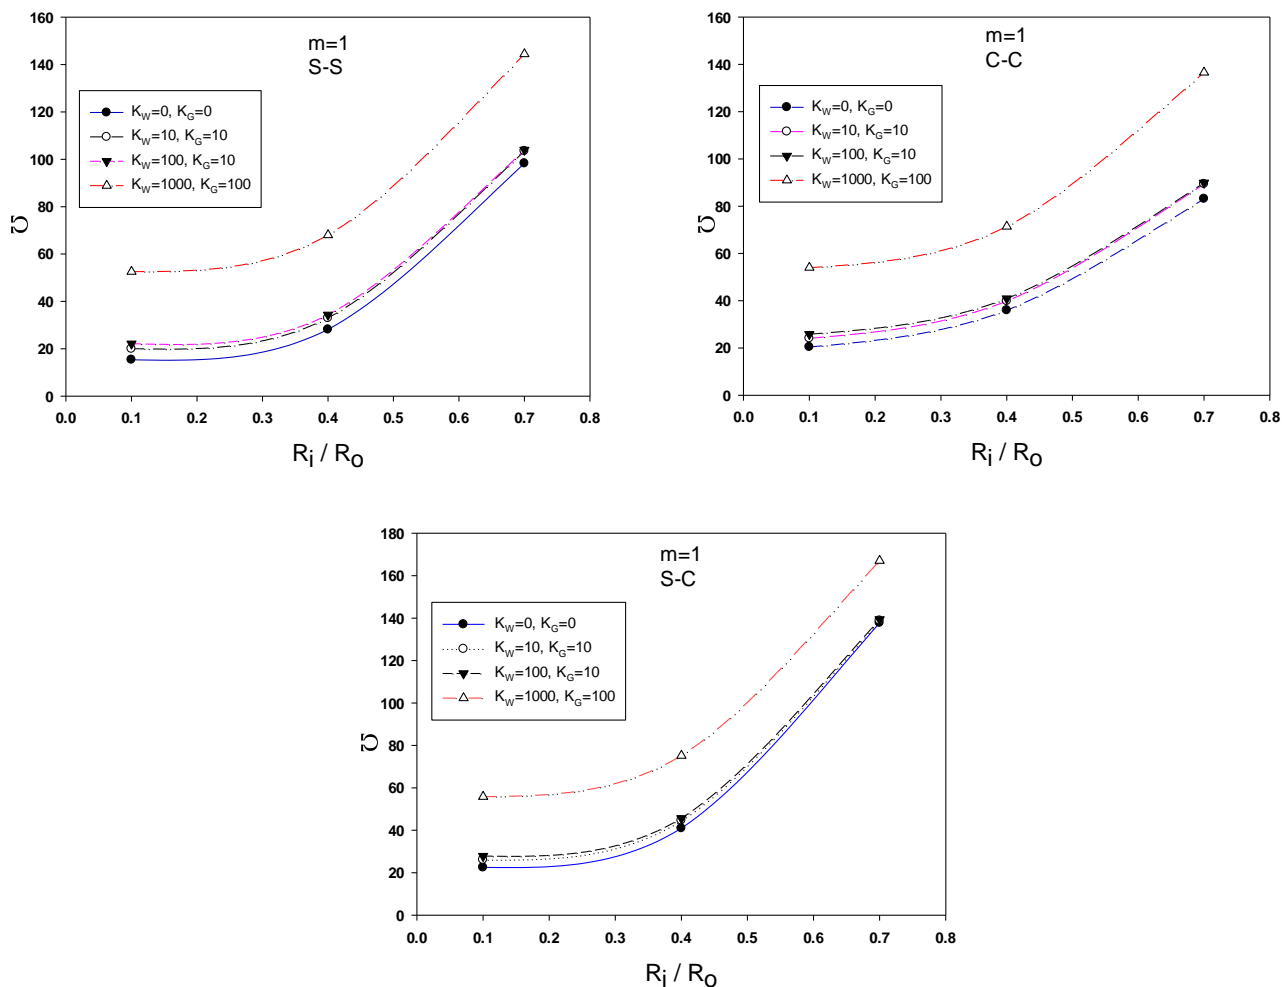 m=1
S-S
K_W=0, K_G=0
K_W=10, K_G=10
K_W=100, K_G=10
K_W=1000, K_G=100
160
140
120
100
80
60
40
20
0
℧
0.0 0.1 0.2 0.3 0.4 0.5 0.6 0.7 0.8
R_i / R_o
m=1
C-C
K_W=0, K_G=0
K_W=10, K_G=10
K_W=100, K_G=10
K_W=1000, K_G=100
160
140
120
100
80
60
40
20
0
℧
0.0 0.1 0.2 0.3 0.4 0.5 0.6 0.7 0.8
R_i / R_o
m=1
S-C
K_W=0, K_G=0
K_W=10, K_G=10
K_W=100, K_G=10
K_W=1000, K_G=100
180
160
140
120
100
80
60
40
20
0
℧
0.0 0.1 0.2 0.3 0.4 0.5 0.6 0.7 0.8
R_i / R_o